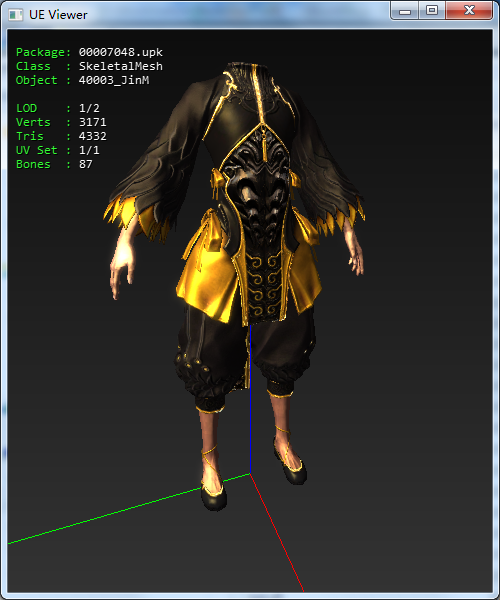 UE Viewer
Package: 00007048.upk
Class  : SkeletalMesh
Object : 40003_JinM
LOD    : 1/2
Verts  : 3171
Tris   : 4332
UV Set : 1/1
Bones  : 87